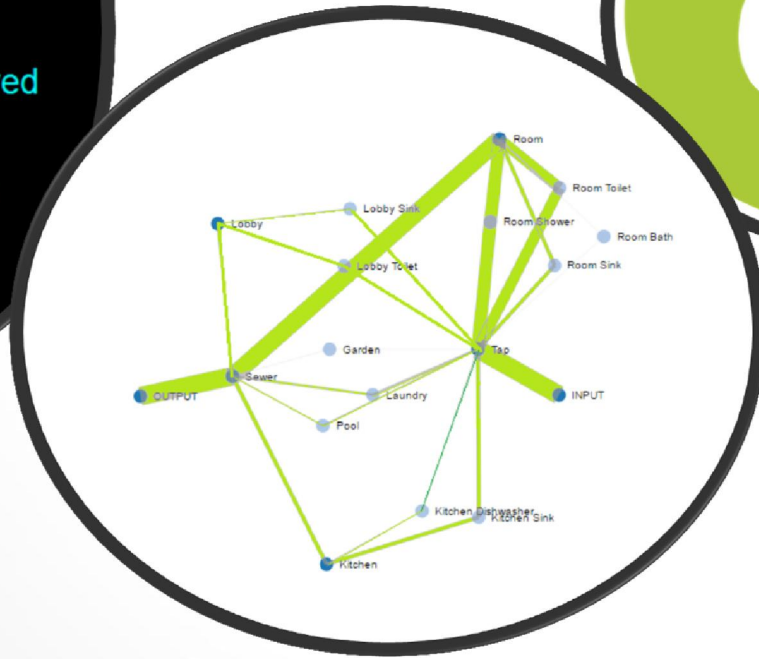 red
Room
Room Toilet
Lobby Sink
Lobby
Room Shower
Room Bath
Lobby Toilet
Room Sink
Garden
Tap
Sewer
OUTPUT
Laundry
INPUT
Pool
Kitchen Dishwasher
Kitchen Sink
Kitchen